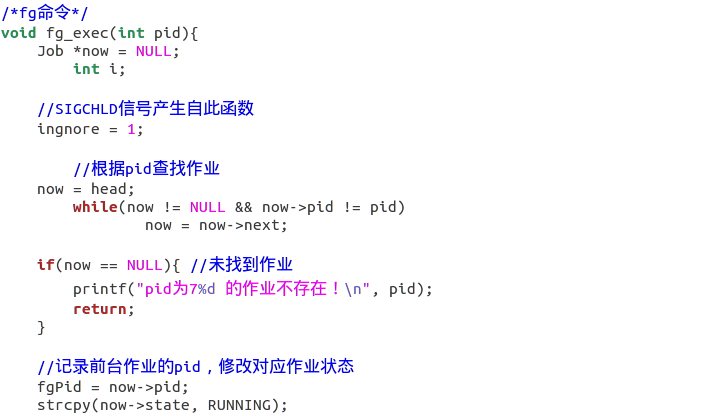 /*fg命令*/
void fg_exec(int pid){
    Job *now = NULL;
        int i;
    //SIGCHLD信号产生自此函数
    ingnore = 1;
        //根据pid查找作业
    now = head;
        while(now != NULL && now->pid != pid)
                now = now->next;
    if(now == NULL){ //未找到作业
        printf("pid为7%d 的作业不存在！\n", pid);
        return;
    }
    //记录前台作业的pid，修改对应作业状态
    fgPid = now->pid;
    strcpy(now->state, RUNNING);